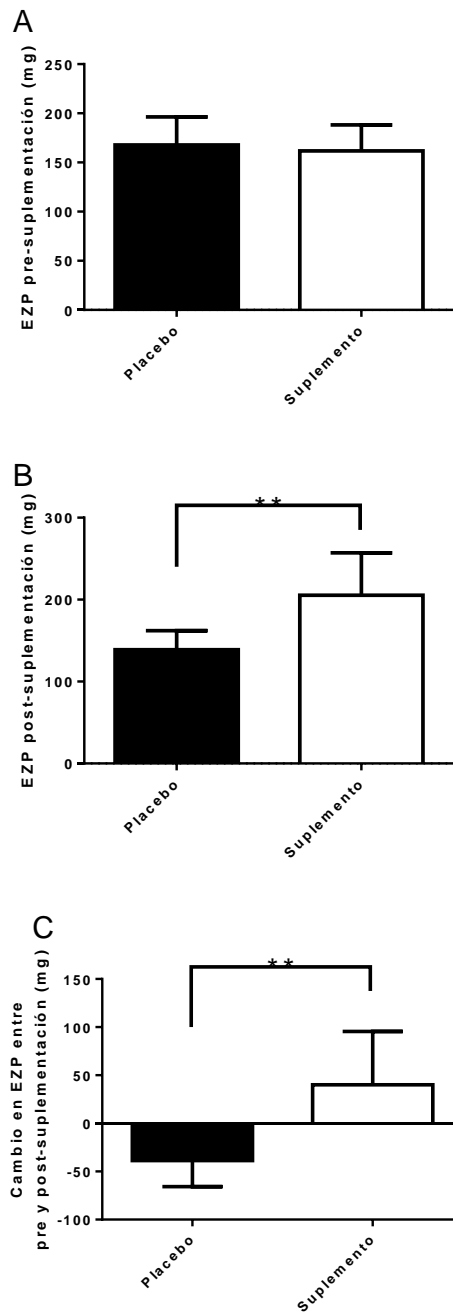 A
EZP pre-suplementación (mg)
250
200
150
100
50
0
Placebo
Suplemento
B
EZP post-suplementación (mg)
300
200
100
0
**
Placebo
Suplemento
C
Cambio en EZP entre
pre y post-suplementación (mg)
150
100
50
0
-50
-100
**
Placebo
Suplemento